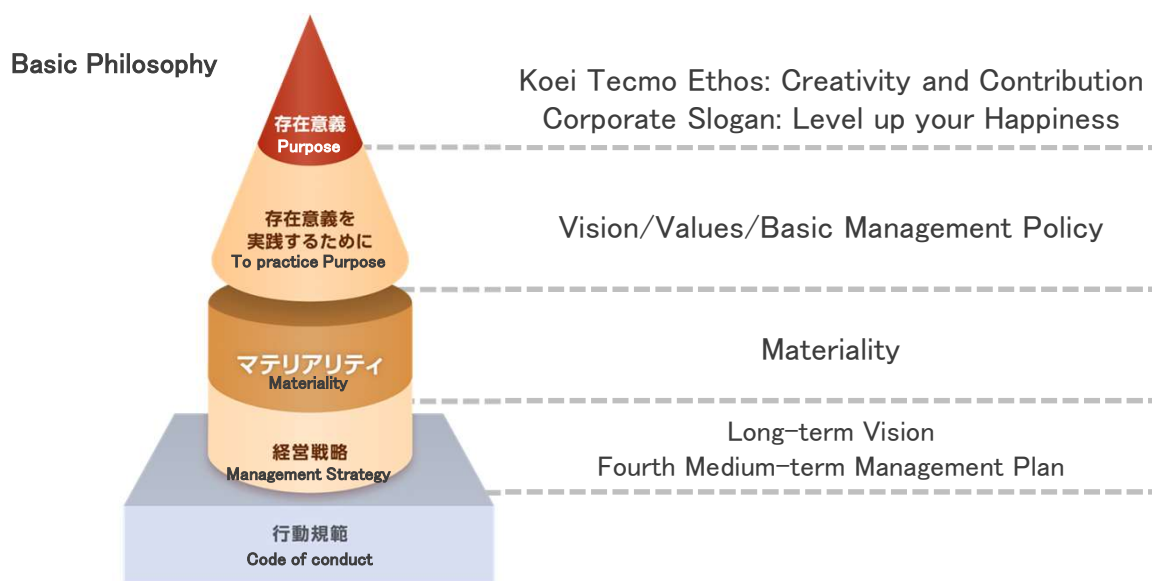 Basic Philosophy
存在意義
Purpose
Koei Tecmo Ethos: Creativity and Contribution
Corporate Slogan: Level up your Happiness
存在意義を
実践するために
To practice Purpose
Vision/Values/Basic Management Policy
マテリアリティ
Materiality
Materiality
経営戦略
Management Strategy
Long-term Vision
Fourth Medium-term Management Plan
行動規範
Code of conduct